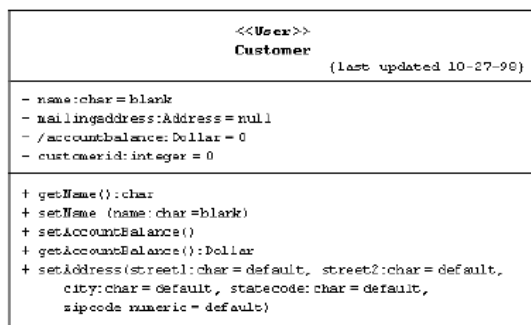 <<User>>
Customer
(last updated 10-27-98)
- name:char = blank
- mailingaddress:Address = null
- /accountbalance:Dollar = 0
- customerid:integer = 0
+ getName():char
+ setName (name:char =blank)
+ setAccountBalance()
+ getAccountBalance():Dollar
+ setAddress(street1:char = default, street2:char = default,
city:char = default, statecode:char = default,
zipcode numeric = default)